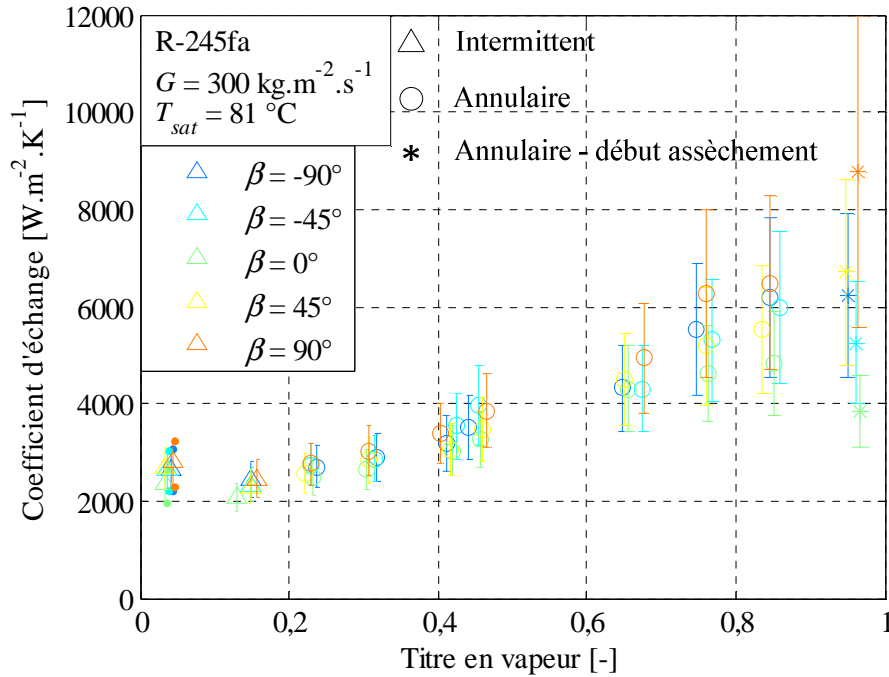 12000
10000
8000
6000
4000
2000
0
Coefficient d'échange [W.m-2.K-1]
R-245fa
G = 300 kg.m-2.s-1
Tsat = 81 °C
β = -90°
β = -45°
β = 0°
β = 45°
β = 90°
Intermittent
Annulaire
Annulaire - début assèchement
0 0,2 0,4 0,6 0,8 1
Titre en vapeur [-]